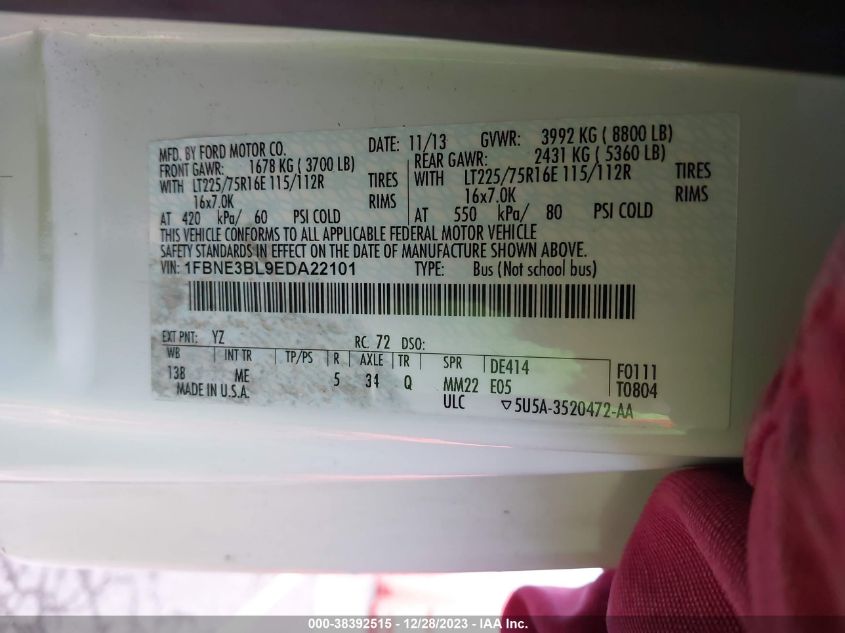 MFD. BY FORD MOTOR CO.
DATE: 11/13 GVWR: 3992 KG ( 8800 LB)
FRONT GAWR: 1678 KG ( 3700 LB)
REAR GAWR: 2431 KG ( 5360 LB)
WITH LT225/75R16E 115/112R TIRES
WITH LT225/75R16E 115/112R TIRES
16x7.0K RIMS
16x7.0K RIMS
AT 420 kPa/ 60 PSI COLD
AT 550 kPa/ 80 PSI COLD
THIS VEHICLE CONFORMS TO ALL APPLICABLE FEDERAL MOTOR VEHICLE
SAFETY STANDARDS IN EFFECT ON THE DATE OF MANUFACTURE SHOWN ABOVE.
VIN: 1FBNE3BL9EDA22101 TYPE: Bus (Not school bus)
EXT PNT: YZ RC: 72 DSO:
WB INT TR TP/PS R AXLE TR SPR DE414 F0111
13B ME 5 34 Q MM22 E05 T0804
MADE IN U.S.A. ULC ▽5U5A-3520472-AA
000-38392515 - 12/28/2023 - IAA Inc.